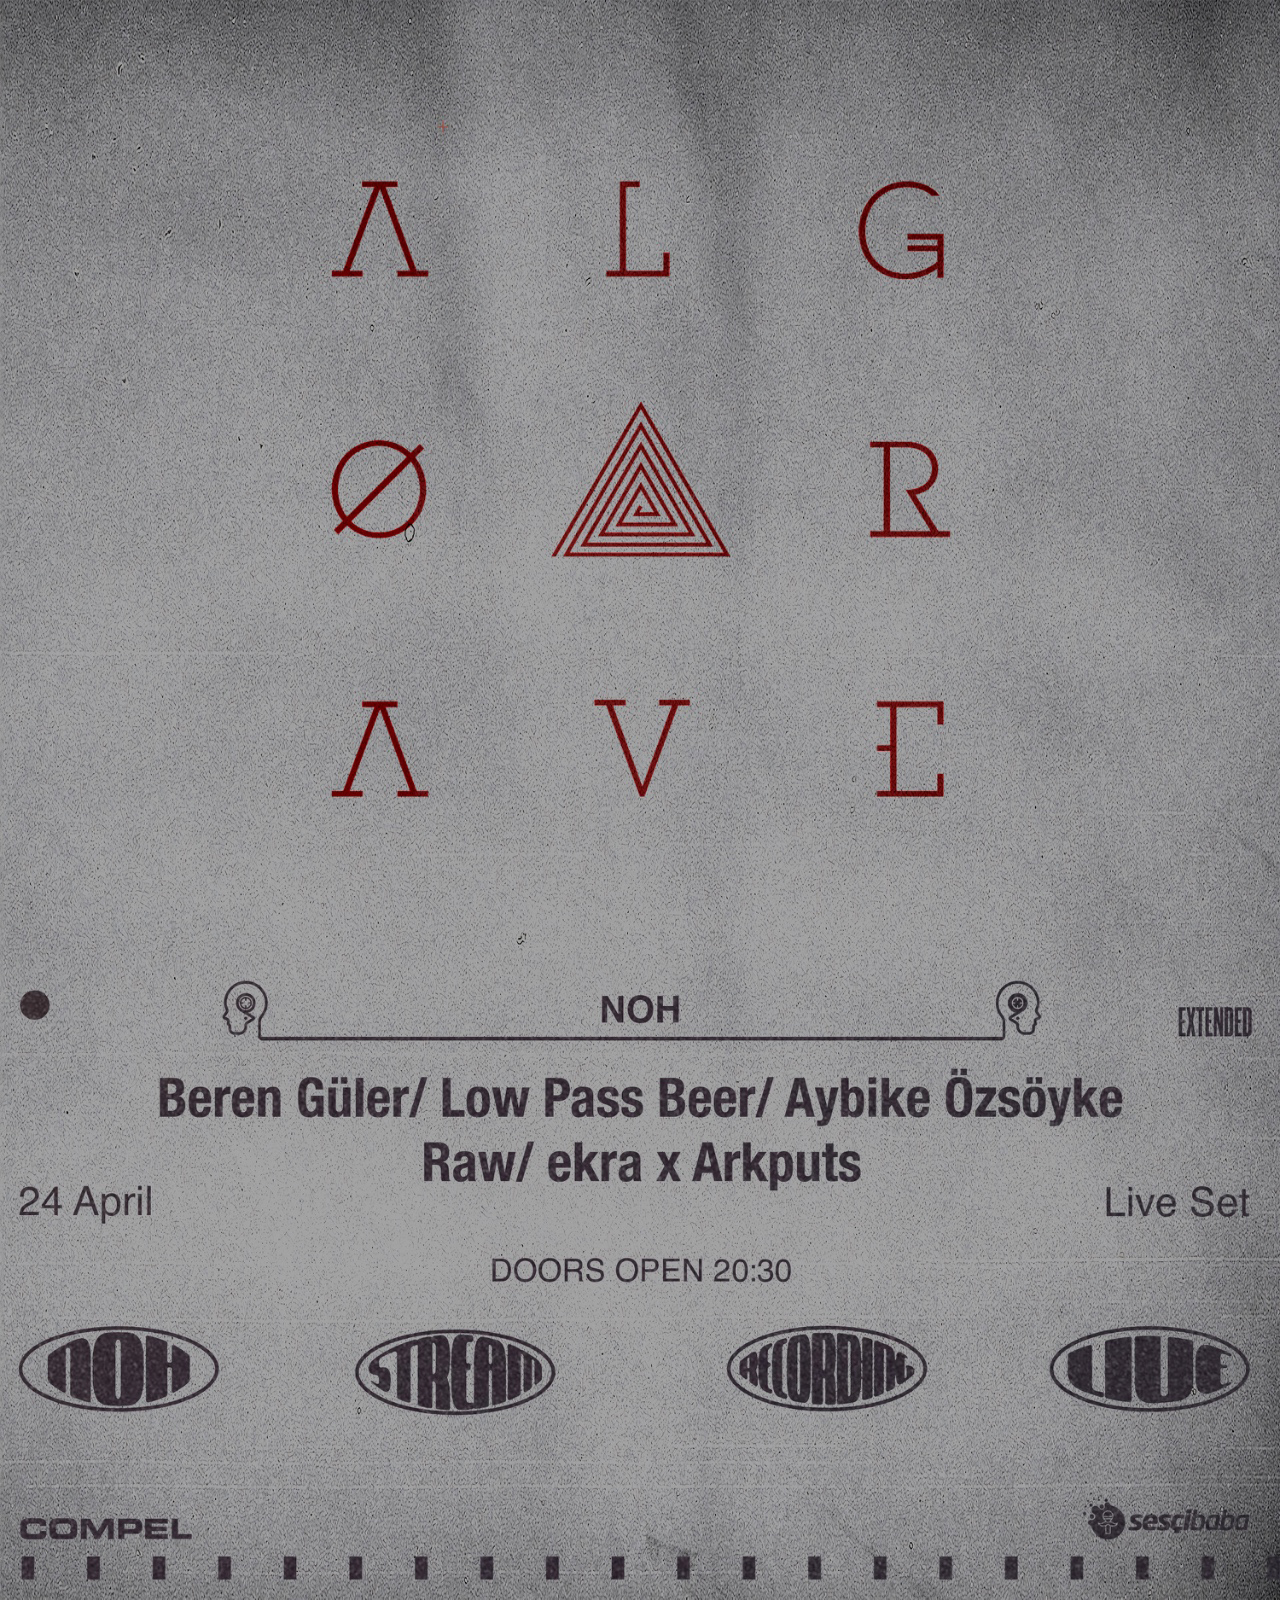 Λ L G
Ø R
Λ V E
NOH
EXTENDED
Beren Güler/ Low Pass Beer/ Aybike Özsöyke
Raw/ ekra x Arkputs
24 April
Live Set
DOORS OPEN 20:30
NOH
STREAM
RECORDING
LIVE
COMPEL
sesçibaba